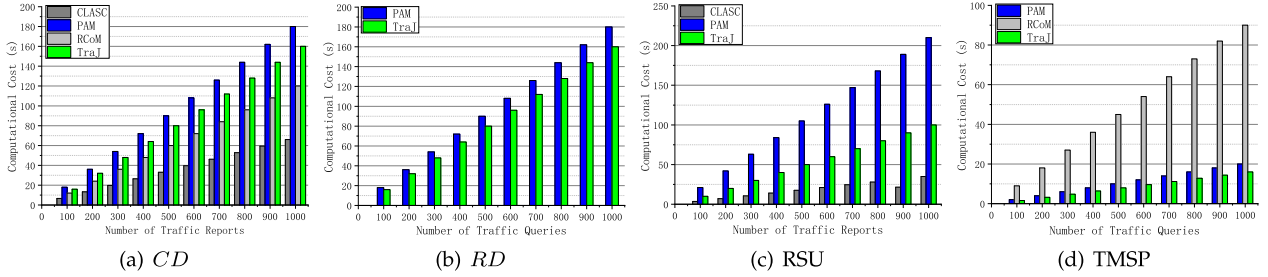 Computational Cost (s)
200
180
160
140
120
100
80
60
40
20
0
CLASC
PAM
RCoM
TraJ
0 100 200 300 400 500 600 700 800 900 1000
Number of Traffic Reports
(a) CD
Computational Cost (s)
200
180
160
140
120
100
80
60
40
20
0
PAM
TraJ
0 100 200 300 400 500 600 700 800 900 1000
Number of Traffic Queries
(b) RD
Computational Cost (s)
250
200
150
100
50
0
CLASC
PAM
TraJ
0 100 200 300 400 500 600 700 800 900 1000
Number of Traffic Reports
(c) RSU
Computational Cost (s)
100
80
60
40
20
0
PAM
RCoM
TraJ
0 100 200 300 400 500 600 700 800 900 1000
Number of Traffic Queries
(d) TMSP